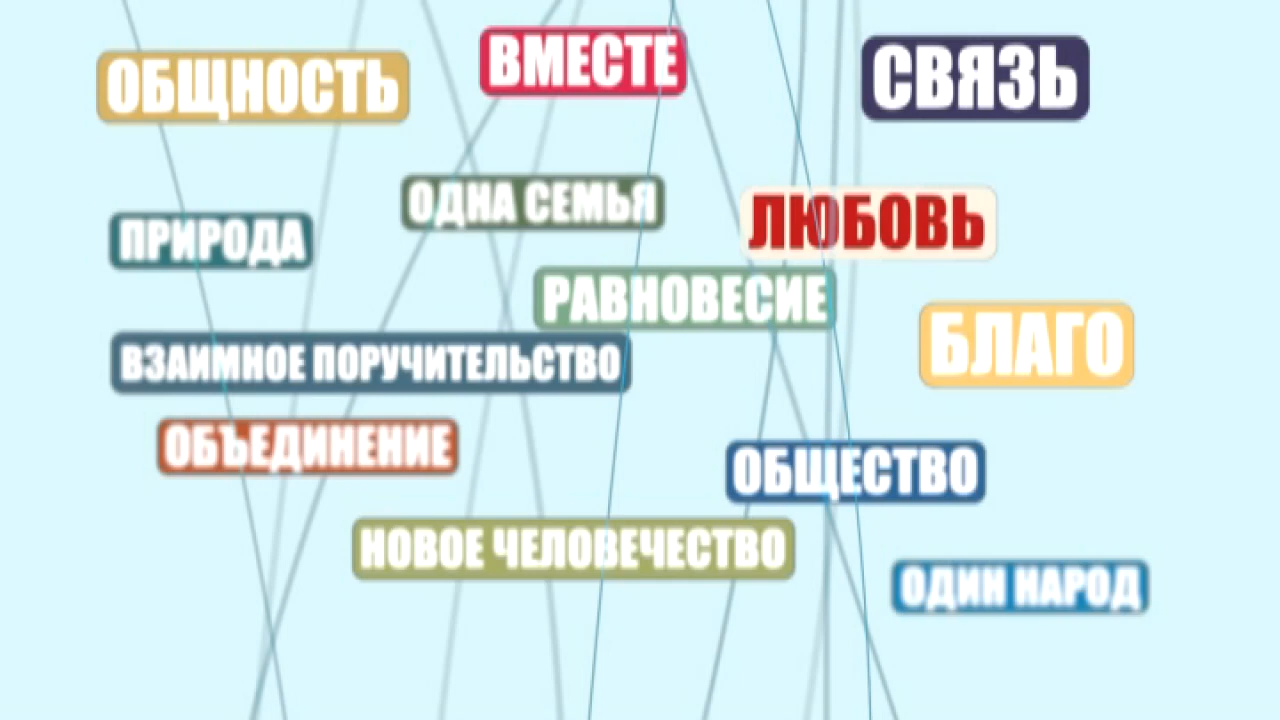 ОБЩНОСТЬ
ВМЕСТЕ
СВЯЗЬ
ОДНА СЕМЬЯ
ЛЮБОВЬ
ПРИРОДА
РАВНОВЕСИЕ
БЛАГО
ВЗАИМНОЕ ПОРУЧИТЕЛЬСТВО
ОБЪЕДИНЕНИЕ
ОБЩЕСТВО
НОВОЕ ЧЕЛОВЕЧЕСТВО
ОДИН НАРОД